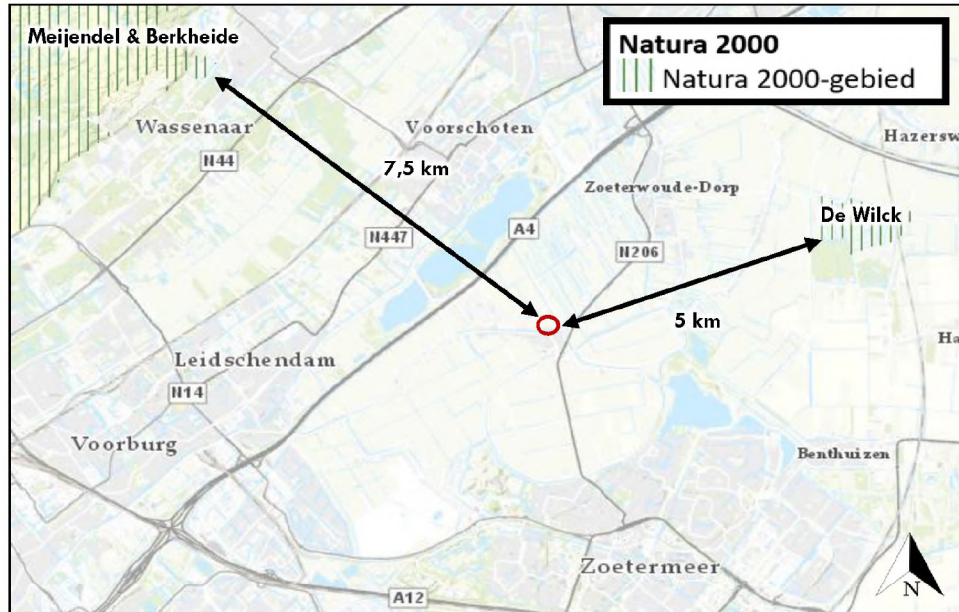 Meijendel & Berkheide
Natura 2000
Natura 2000-gebied
Wassenaar
Voorschoten
Hazersw
N44
7,5 km
Zoeterwoude-Dorp
De Wilck
N447
A4
N206
5 km
Leidschendam
Ha
N14
Voorburg
Benthuizen
Zoetermeer
A12
N